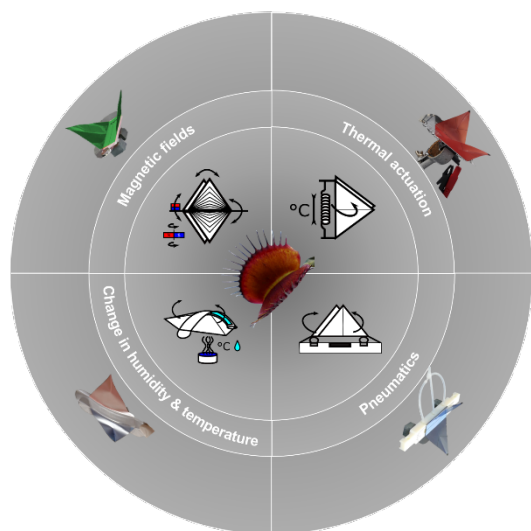 Magnetic fields
Thermal actuation
°C
°C
Change in humidity & temperature
Pneumatics